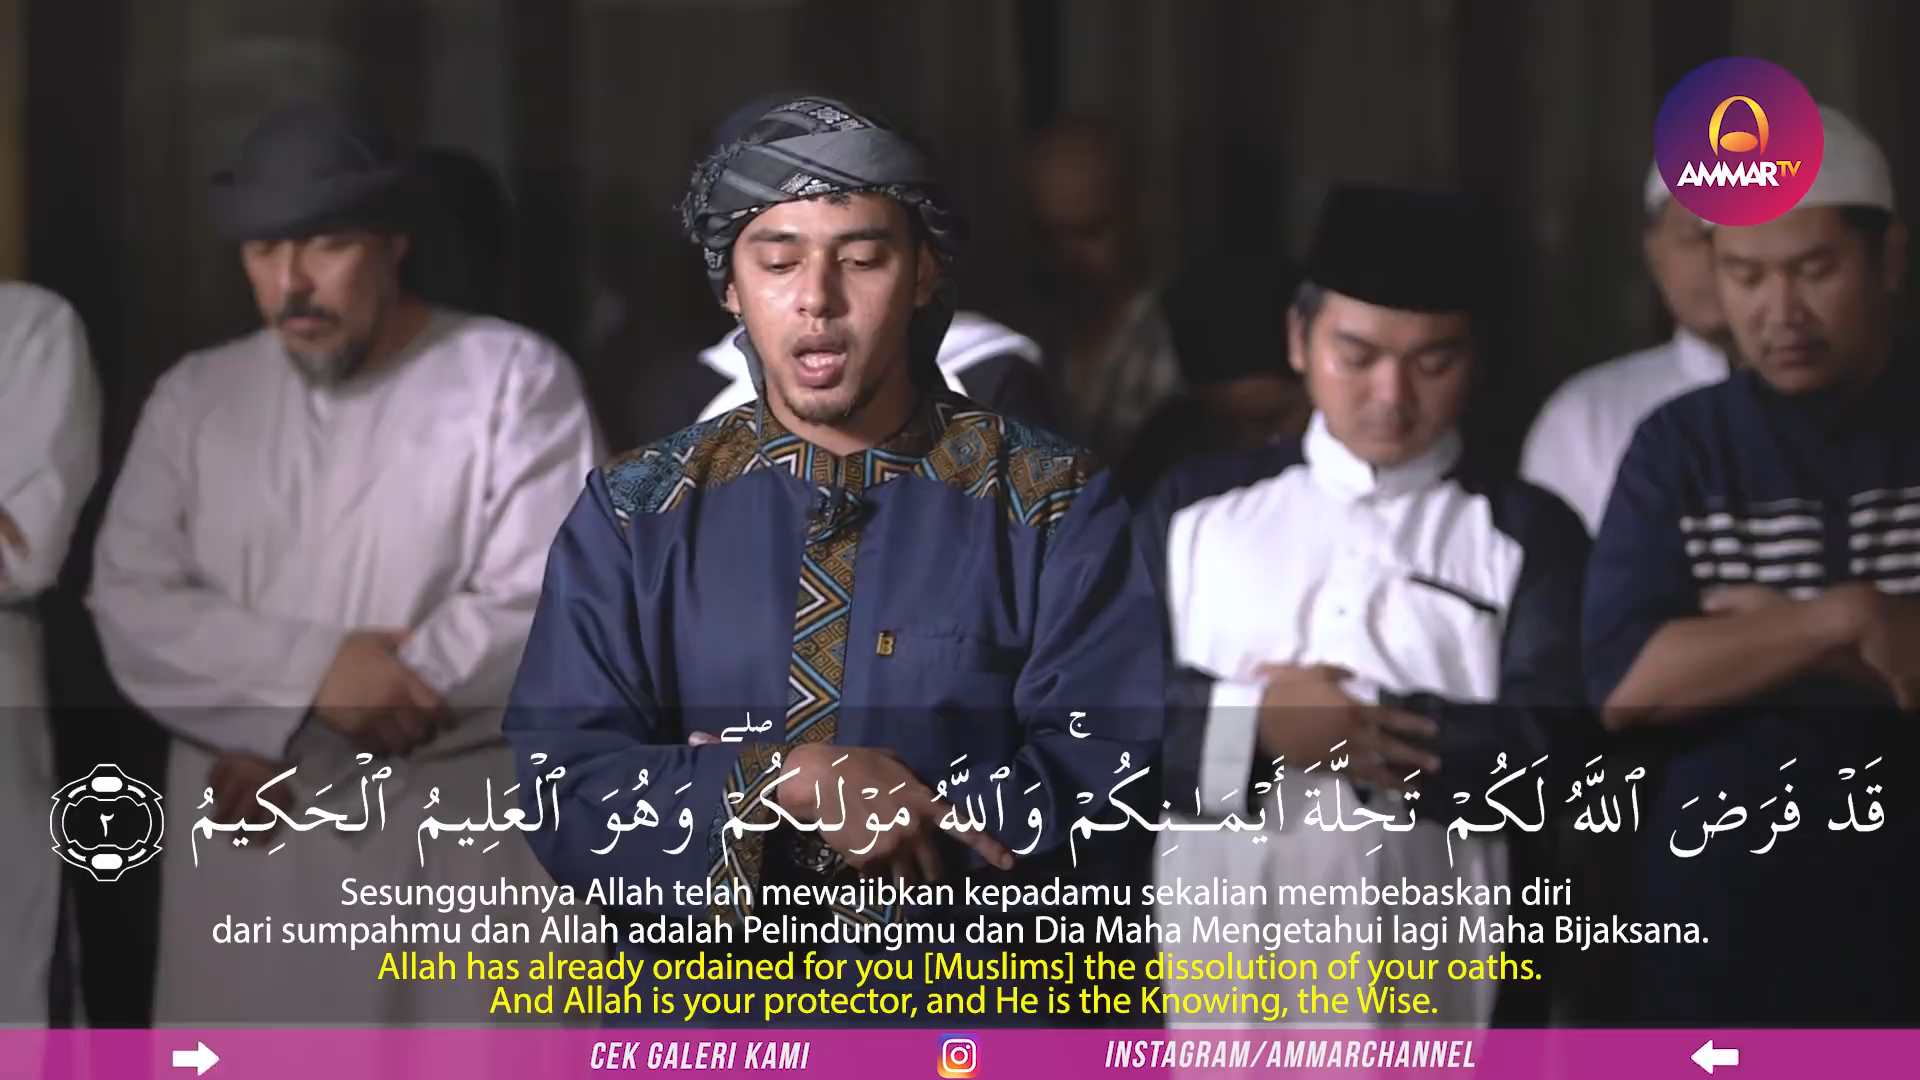 AMMARTV
قَدْ فَرَضَ ٱللَّهُ لَكُمْ تَحِلَّةَ أَيْمَـٰنِكُمْ ۚ وَٱللَّهُ مَوْلَىٰكُمْ ۖ وَهُوَ ٱلْعَلِيمُ ٱلْحَكِيمُ ٢
Sesungguhnya Allah telah mewajibkan kepadamu sekalian membebaskan diri
dari sumpahmu dan Allah adalah Pelindungmu dan Dia Maha Mengetahui lagi Maha Bijaksana.
Allah has already ordained for you [Muslims] the dissolution of your oaths.
And Allah is your protector, and He is the Knowing, the Wise.
CEK GALERI KAMI INSTAGRAM/AMMARCHANNEL